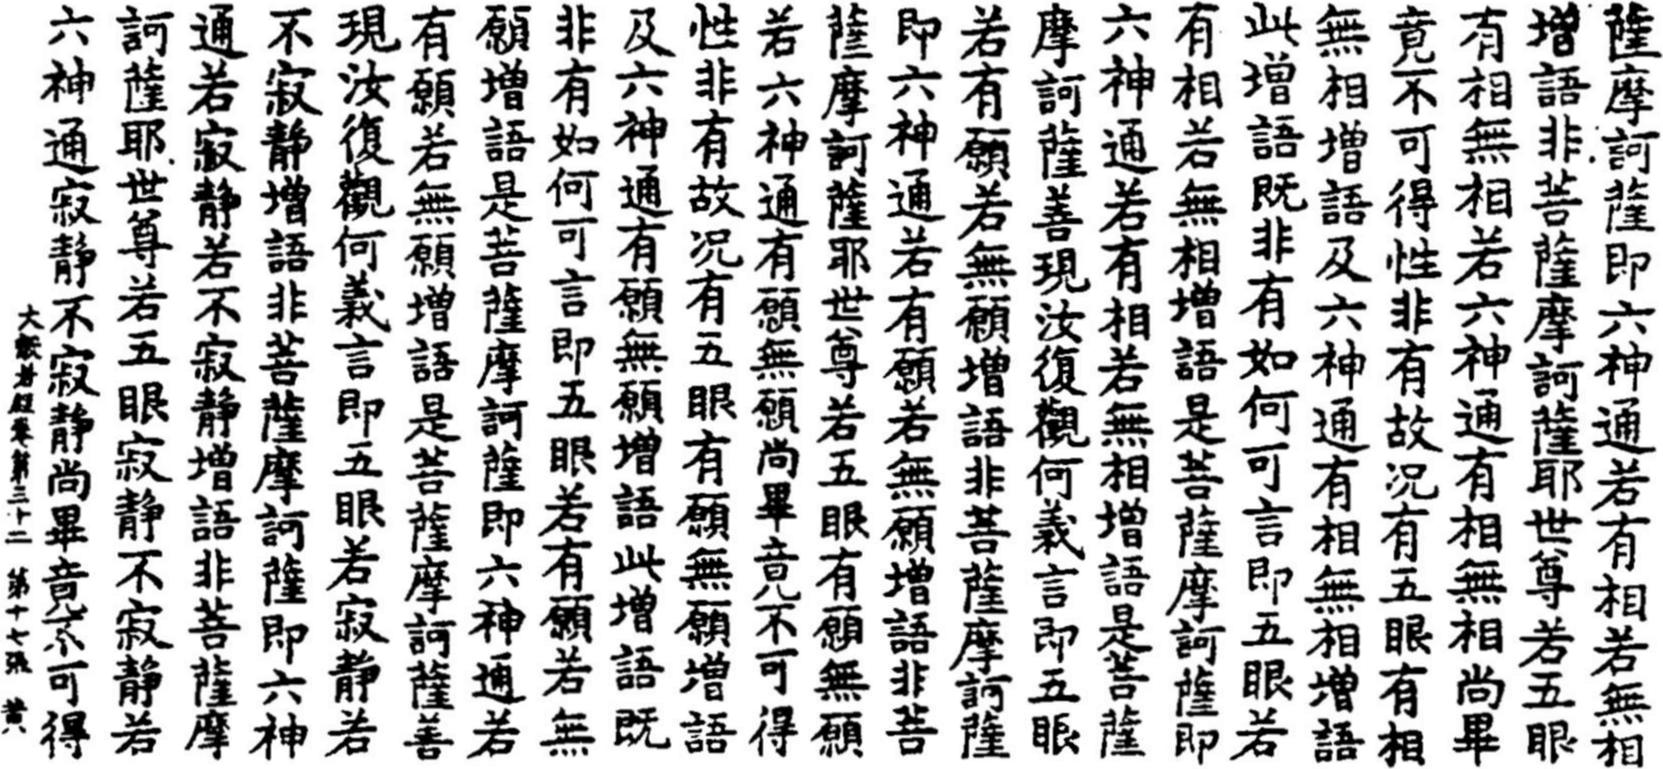 薩摩訶薩即六神通若有相若無相
增語非菩薩摩訶薩耶世尊若五眼
有相無相若六神通有相無相尚畢
竟不可得性非有故況有五眼有相
無相增語及六神通有相無相增語
此增語既非有如何可言即五眼若
有相若無相增語是菩薩摩訶薩即
六神通若有相若無相增語是菩薩
摩訶薩善現汝復觀何義言即五眼
若有願若無願增語非菩薩摩訶薩
即六神通若有願若無願增語非菩
薩摩訶薩耶世尊若五眼有願無願
若六神通有願無願尚畢竟不可得
性非有故況有五眼有願無願增語
及六神通有願無願增語此增語既
非有如何可言即五眼若有願若無
願增語是菩薩摩訶薩即六神通若
有願若無願增語是菩薩摩訶薩善
現汝復觀何義言即五眼若寂靜若
不寂靜增語非菩薩摩訶薩即六神
通若寂靜若不寂靜增語非菩薩摩
訶薩耶世尊若五眼寂靜不寂靜若
六神通寂靜不寂靜尚畢竟不可得
大般若經卷第三十二 第十七張 黄